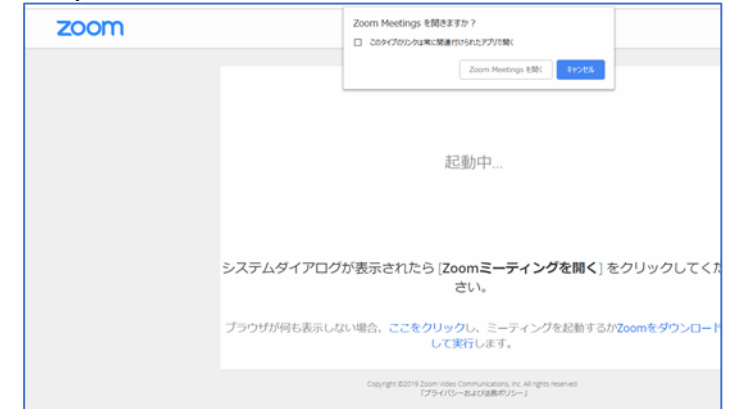 zoom
Zoom Meetings を開きますか？
このタイプのリンクは常に関連付けられたアプリで開く
Zoom Meetings を開く キャンセル
起動中...
システムダイアログが表示されたら [Zoomミーティングを開く] をクリックしてくだ
さい。
ブラウザが何も表示しない場合、ここをクリックし、ミーティングを起動するかZoomをダウンロード
して実行します。
Copyright ©2019 Zoom Video Communications, Inc. All rights reserved.
「プライバシーおよび法務ポリシー」